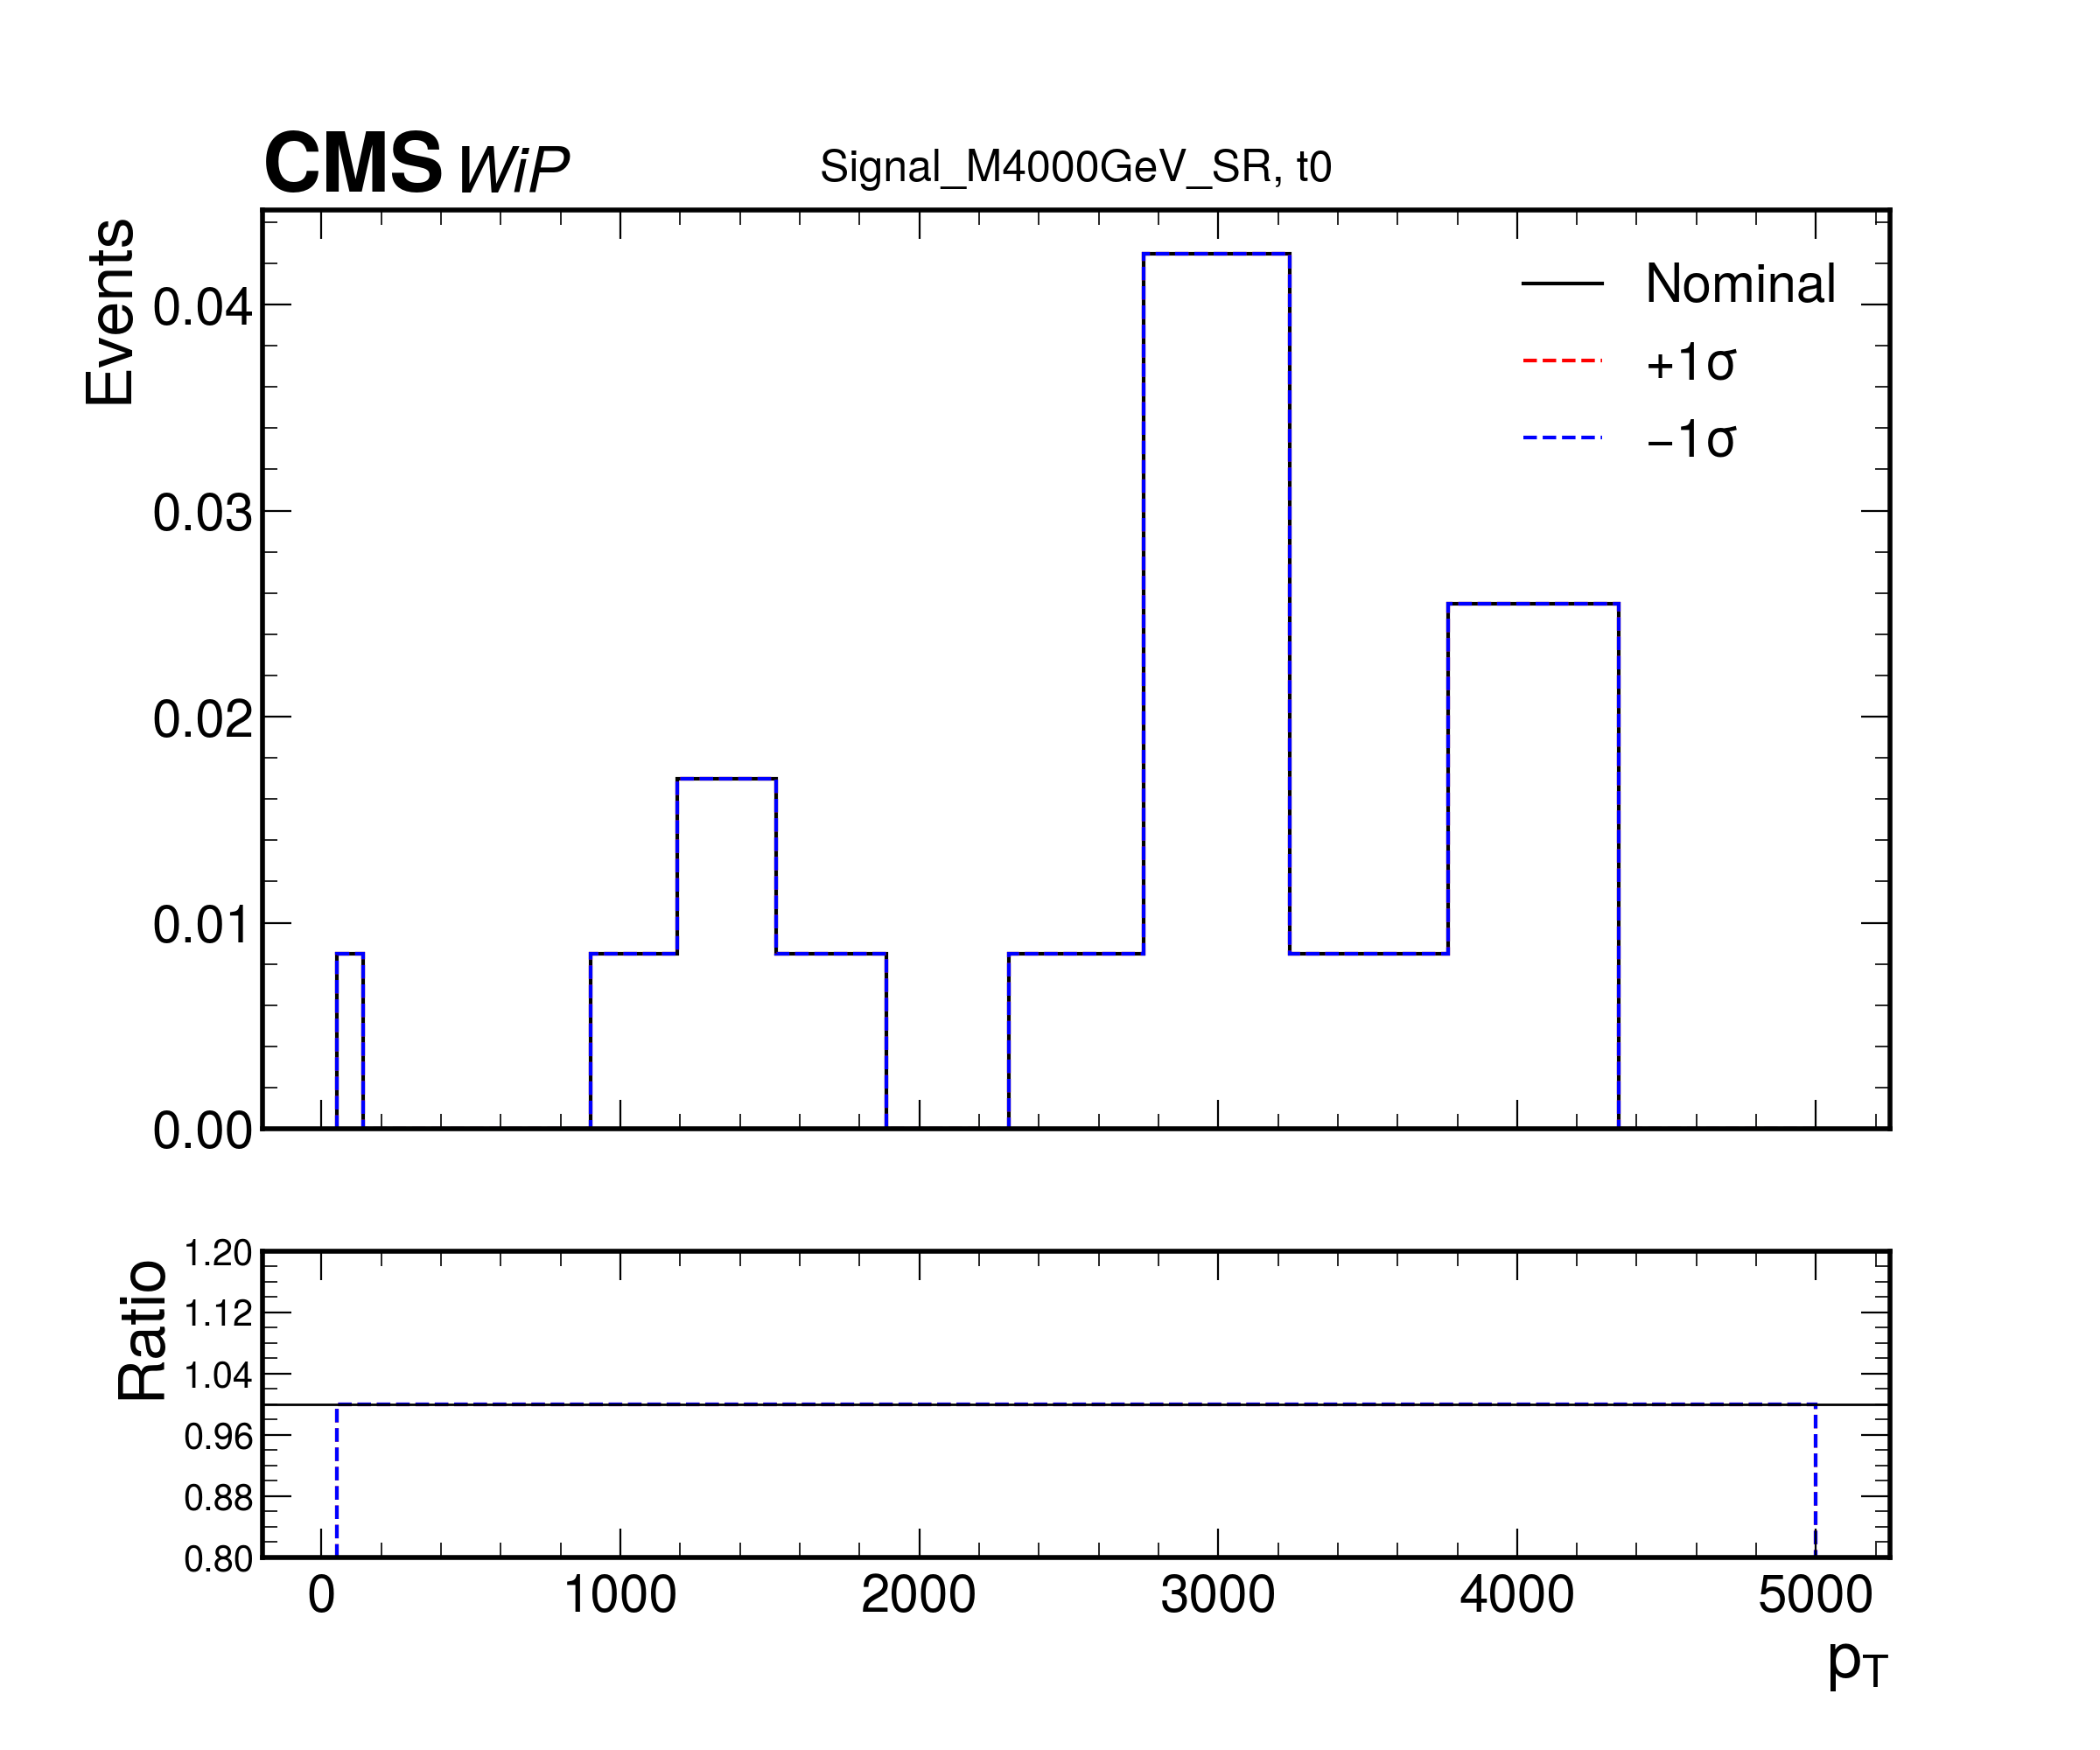 CMS WiP Signal_M4000GeV_SR, t0
Events
0.04
0.03
0.02
0.01
0.00
Nominal
+1σ
−1σ
Ratio
1.20
1.12
1.04
0.96
0.88
0.80
0 1000 2000 3000 4000 5000
pT